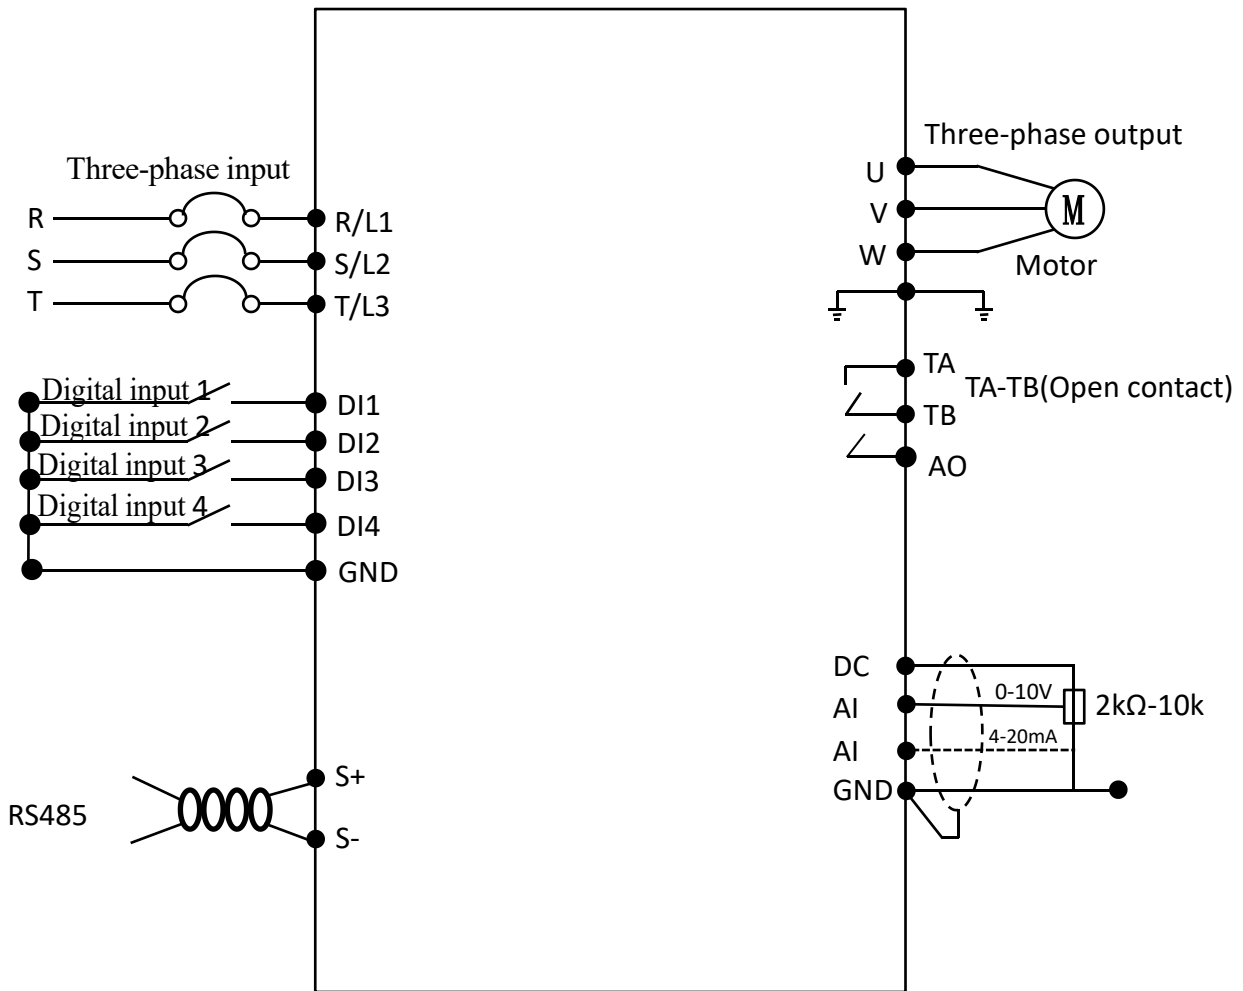 Three-phase input
R
R/L1
S
S/L2
T
T/L3
Digital input 1
DI1
Digital input 2
DI2
Digital input 3
DI3
Digital input 4
DI4
GND
RS485
S+
S-
Three-phase output
U
V
M
W
Motor
TA
TA-TB(Open contact)
TB
AO
DC
0-10V
2kΩ-10k
AI
4-20mA
AI
GND